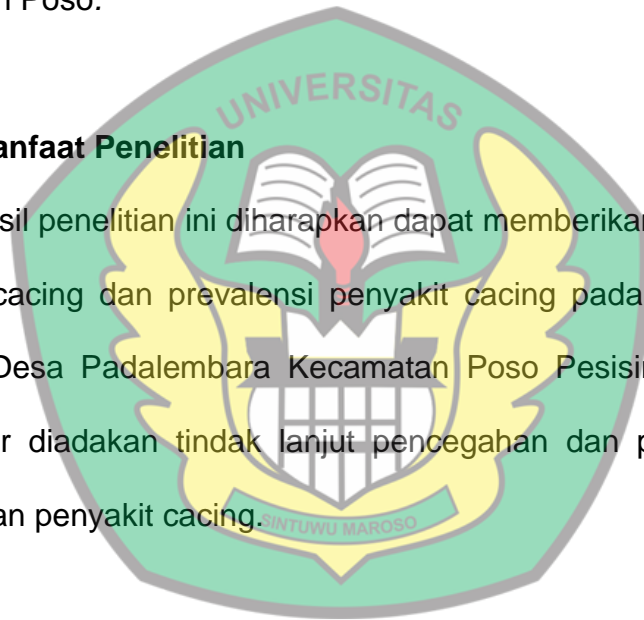 n Poso.
UNIVERSITAS
anfaat Penelitian
sil penelitian ini diharapkan dapat memberikan
cacing dan prevalensi penyakit cacing pada
Desa Padalembara Kecamatan Poso Pesisir
r diadakan tindak lanjut pencegahan dan p
an penyakit cacing.
SINTUWU MAROSO